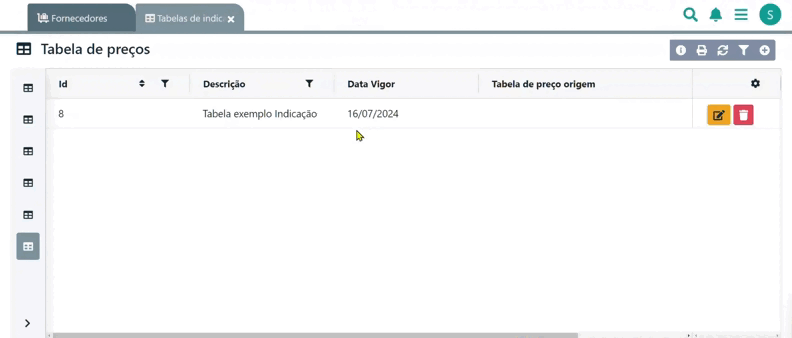 Fornecedores
Tabelas de indic
S
Tabela de preços
Id
Descrição
Data Vigor
Tabela de preço origem
8
Tabela exemplo Indicação
16/07/2024